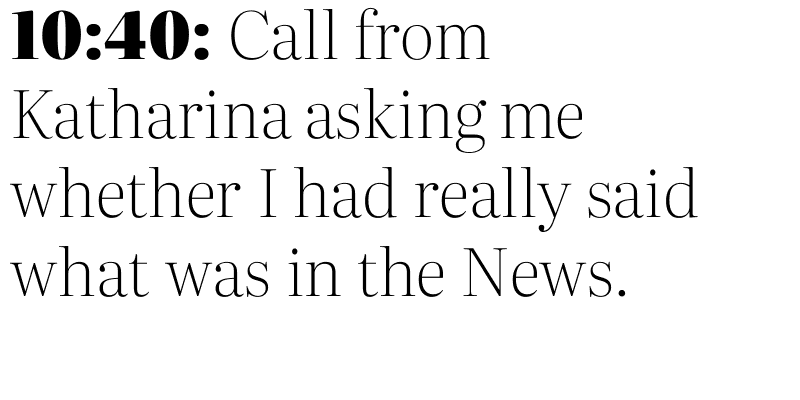 10:40: Call from
Katharina asking me
whether I had really said
what was in the News.